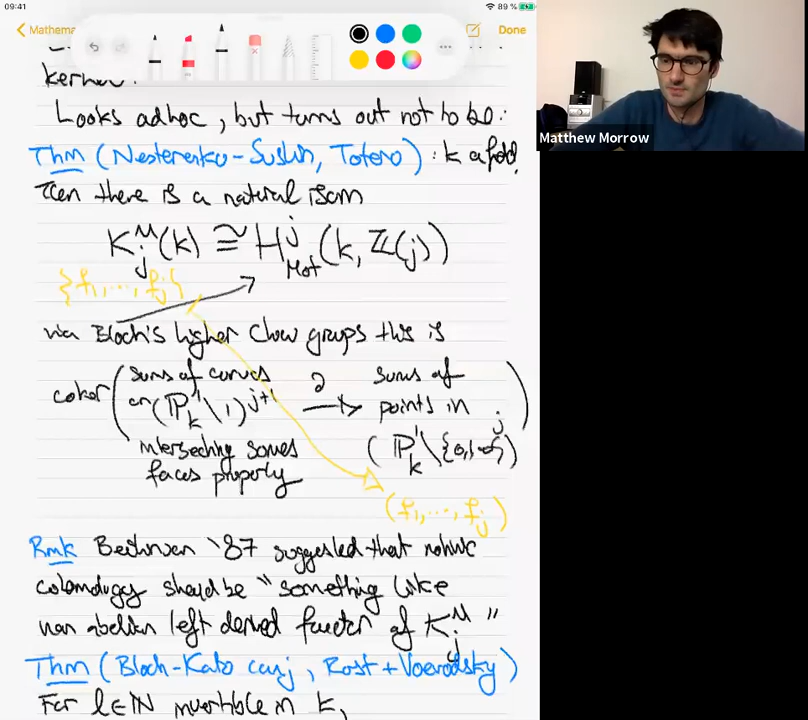 09:41
89 %
Mathema
Done
Matthew Morrow
kernel.
Looks adhoc, but turns out not to be:
Thm (Nesterenko-Suslin, Totaro): k a field,
Then there is a natural isom
K_j^M(k) ≅ H^j_Mot(k, ℤ(j))
{f_1, ..., f_j}
via Bloch's higher Chow groups this is
coker ( sums of curves on (ℙ^1_k \ 1)^{j+1} intersecting some faces properly ∂→ sums of points in (ℙ^1_k \ {0,1,∞})^j )
(f_1, ..., f_j)
Rmk Beilinson '87 suggested that motivic
cohomology should be "something like
non abelian left derived functor of K_j^M"
Thm (Bloch-Kato conj, Rost + Voevodsky)
For l∈ℕ invertible in k,